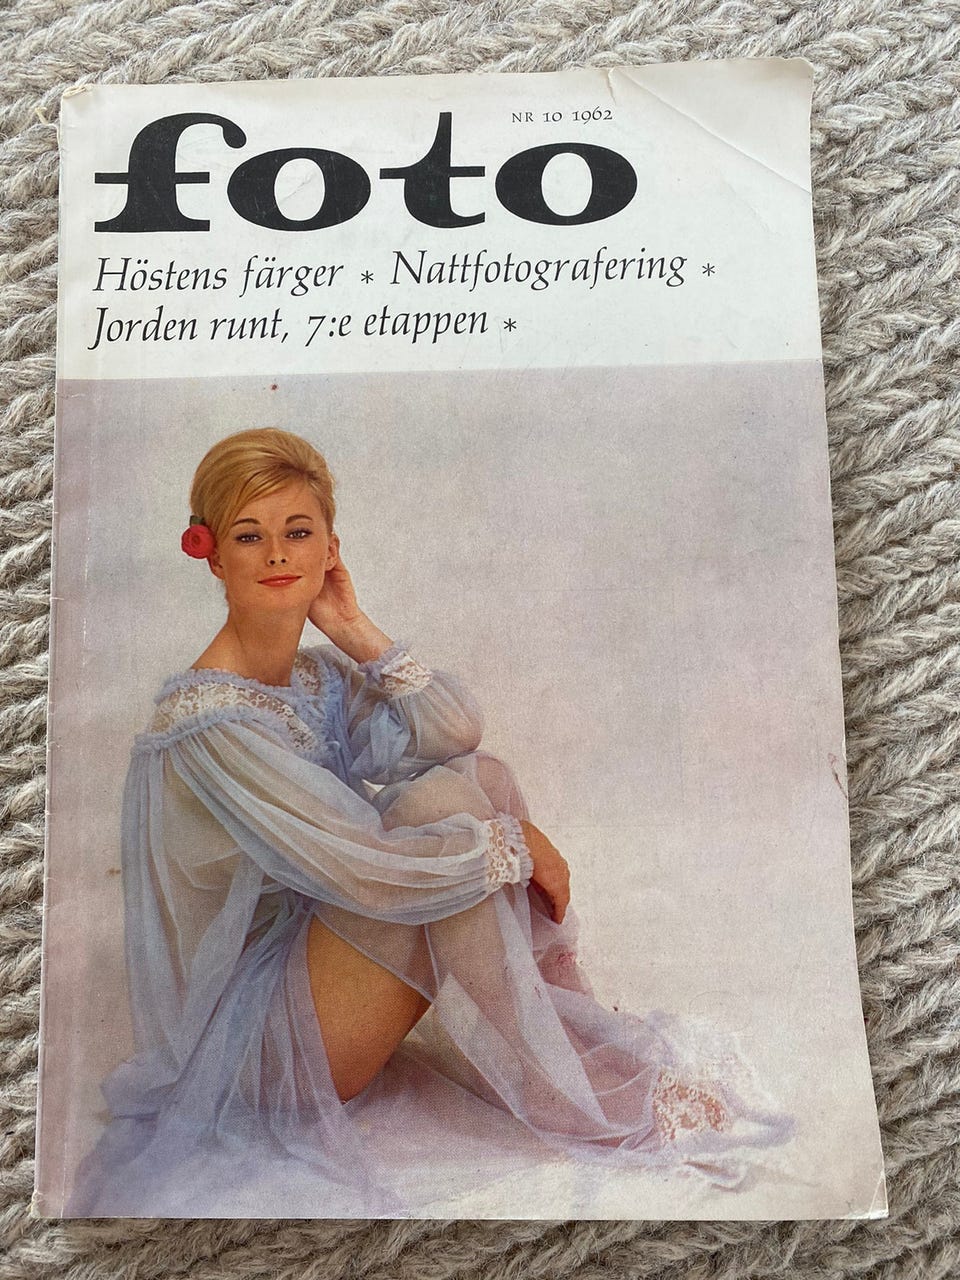 NR 10 1962
foto
Höstens färger * Nattfotografering *
Jorden runt, 7:e etappen *